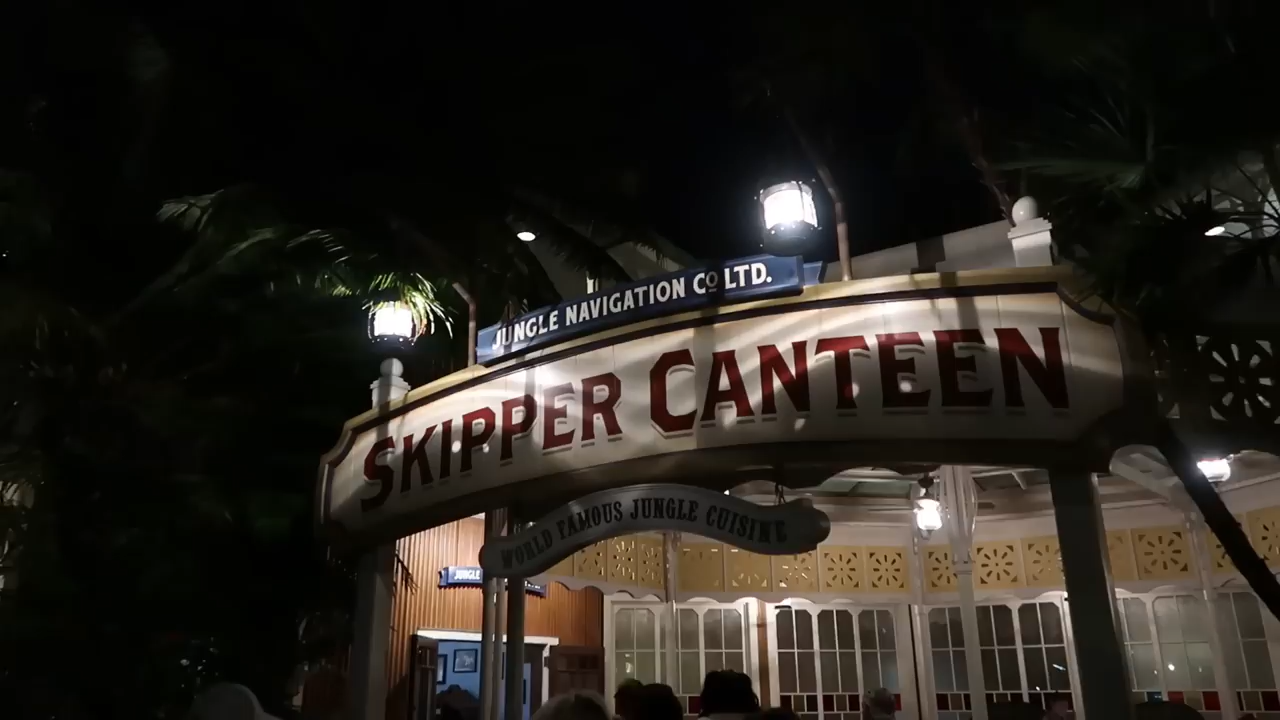 JUNGLE NAVIGATION CO LTD.
SKIPPER CANTEEN
WORLD FAMOUS JUNGLE CUISINE
JUNGLE